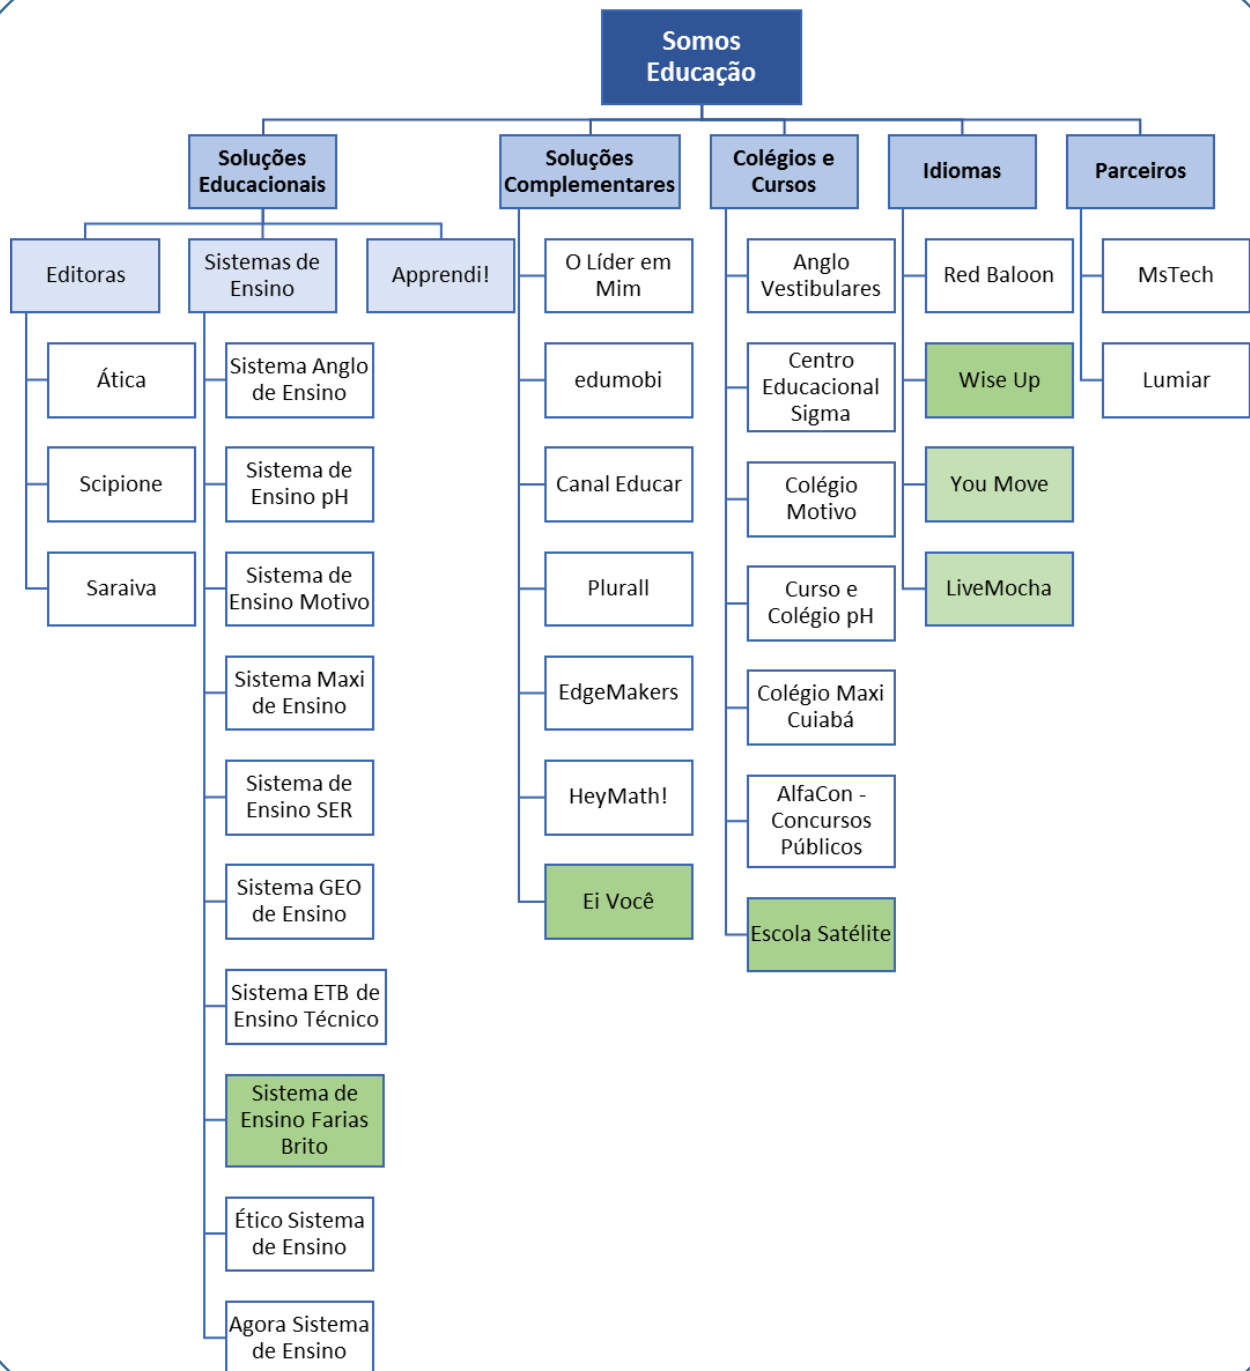 Somos
Educação
Soluções
Educacionais
Soluções
Complementares
Colégios e
Cursos
Idiomas
Parceiros
Editoras
Sistemas de
Ensino
Apprendi!
Ática
Scipione
Saraiva
Sistema Anglo
de Ensino
Sistema de
Ensino pH
Sistema de
Ensino Motivo
Sistema Maxi
de Ensino
Sistema de
Ensino SER
Sistema GEO
de Ensino
Sistema ETB de
Ensino Técnico
Sistema de
Ensino Farias
Brito
Ético Sistema
de Ensino
Agora Sistema
de Ensino
O Líder em
Mim
edumobi
Canal Educar
Plurall
EdgeMakers
HeyMath!
Ei Você
Anglo
Vestibulares
Centro
Educacional
Sigma
Colégio
Motivo
Curso e
Colégio pH
Colégio Maxi
Cuiabá
AlfaCon -
Concursos
Públicos
Escola Satélite
Red Baloon
Wise Up
You Move
LiveMocha
MsTech
Lumiar